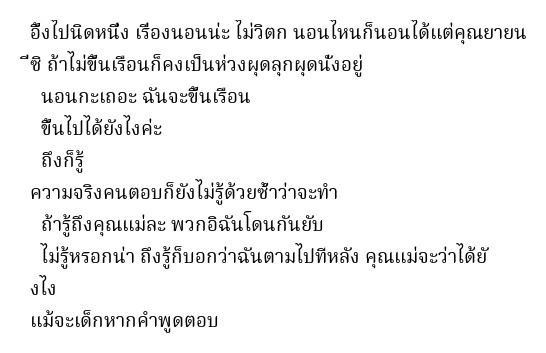 อึ้งไปนิดหนึ่ง เรื่องนอนน่ะ ไม่วิตก นอนไหนก็นอนได้แต่คุณยายน
ี่ซิ ถ้าไม่ขึ้นเรือนก็คงเป็นห่วงผุดลุกผุดนั่งอยู่
นอนกะเถอะ ฉันจะขึ้นเรือน
ขึ้นไปได้ยังไงค่ะ
ถึงก็รู้
ความจริงคนตอบก็ยังไม่รู้ด้วยซ้ำว่าจะทำ
ถ้ารู้ถึงคุณแม่ละ พวกอิฉันโดนกันยับ
ไม่รู้หรอกน่า ถึงรู้ก็บอกว่าฉันตามไปทีหลัง คุณแม่จะว่าได้ยั
งไง
แม้จะเด็กหากคำพูดตอบ